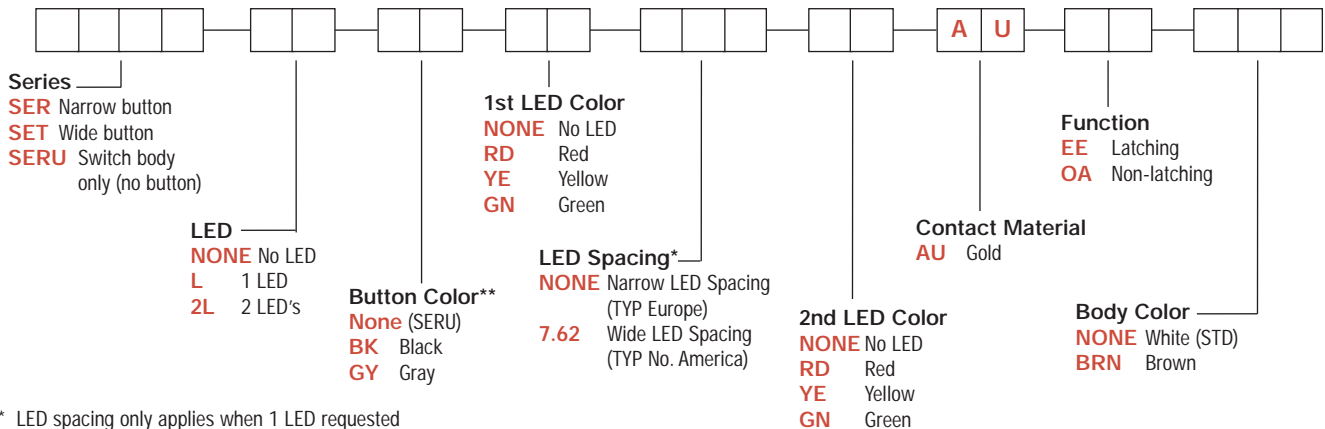 A U
Series
SER Narrow button
SET Wide button
SERU Switch body
only (no button)
LED
NONE No LED
L 1 LED
2L 2 LED's
Button Color**
None (SERU)
BK Black
GY Gray
1st LED Color
NONE No LED
RD Red
YE Yellow
GN Green
LED Spacing*
NONE Narrow LED Spacing
(TYP Europe)
7.62 Wide LED Spacing
(TYP No. America)
2nd LED Color
NONE No LED
RD Red
YE Yellow
GN Green
Contact Material
AU Gold
Function
EE Latching
OA Non-latching
Body Color
NONE White (STD)
BRN Brown
* LED spacing only applies when 1 LED requested